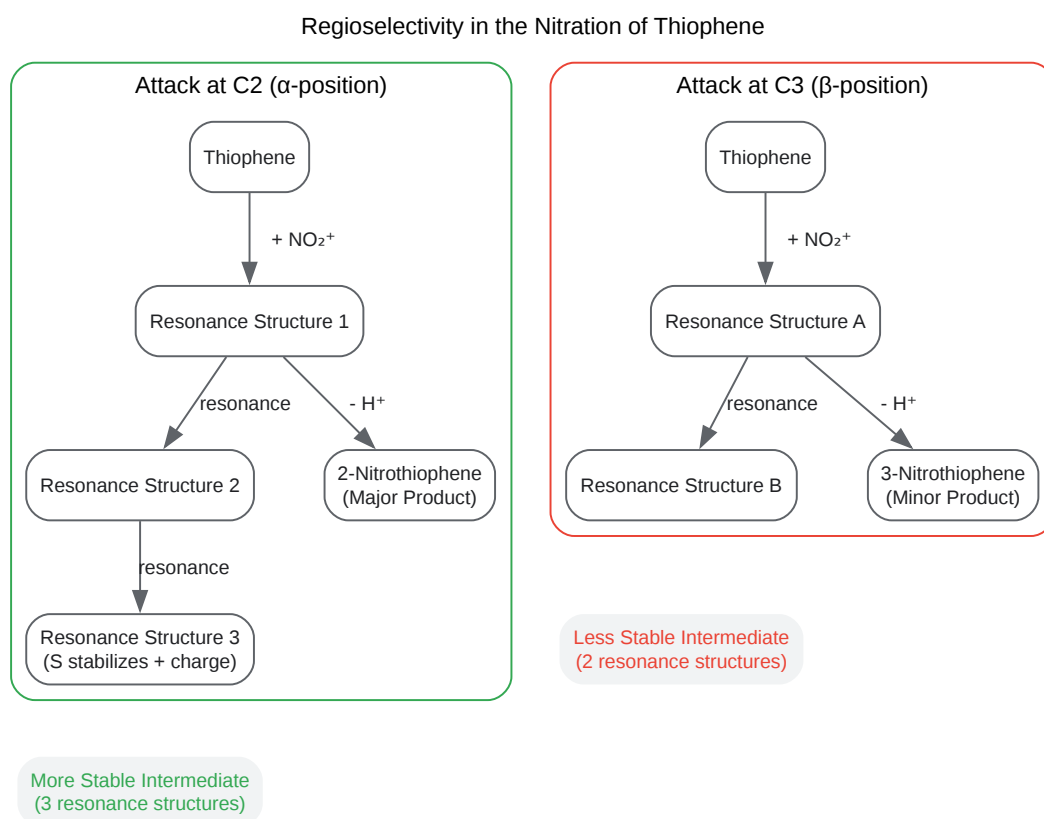 Regioselectivity in the Nitration of Thiophene
Attack at C2 (α-position)
Thiophene
+ NO₂⁺
Resonance Structure 1
resonance
- H⁺
Resonance Structure 2
2-Nitrothiophene
(Major Product)
resonance
Resonance Structure 3
(S stabilizes + charge)
More Stable Intermediate
(3 resonance structures)
Attack at C3 (β-position)
Thiophene
+ NO₂⁺
Resonance Structure A
resonance
- H⁺
Resonance Structure B
3-Nitrothiophene
(Minor Product)
Less Stable Intermediate
(2 resonance structures)